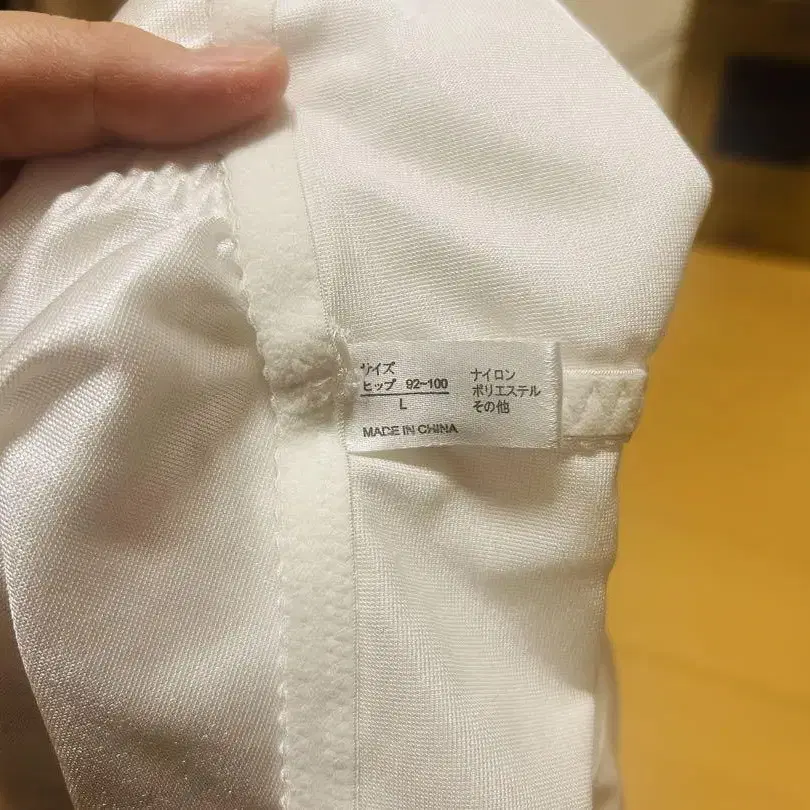 サイズ
ヒップ 92~100
L
MADE IN CHINA
ナイロン
ポリエステル
その他